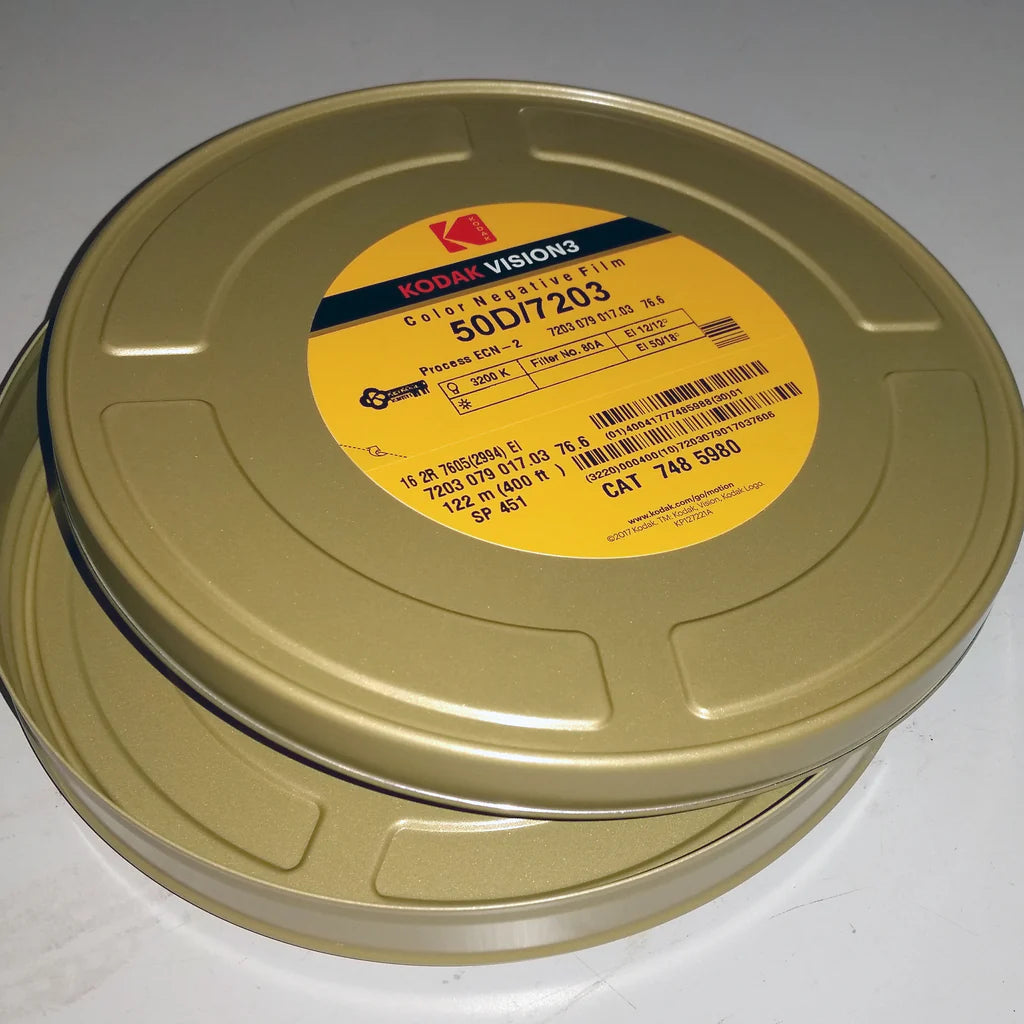 KODAK
KODAK VISION3
Color Negative Film
50D/7203
Process ECN-2 7203 079 017.03 76.6
3200 K Filter No. 80A EI 12/12°
EI 50/18°
16 2R 7605(2994) EI
7203 079 017.03 76.6
122 m (400 ft )
SP 451
(01)40041777485988(30)01
(3220)000400(10)7203079017037606
CAT 748 5980
www.kodak.com/go/motion
©2017 Kodak. TM: Kodak, Vision, Kodak Logo.
KP127221A